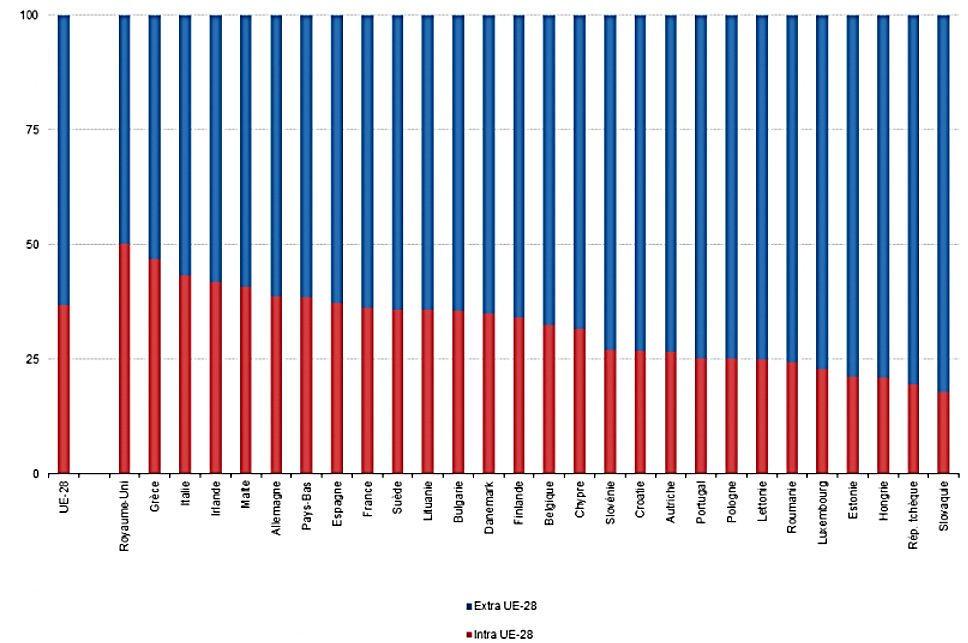 100
75
50
25
0
UE-28
Royaume-Uni
Grèce
Italie
Irlande
Malte
Allemagne
Pays-Bas
Espagne
France
Suède
Lituanie
Bulgarie
Danemark
Finlande
Belgique
Chypre
Slovénie
Croatie
Autriche
Portugal
Pologne
Lettonie
Roumanie
Luxembourg
Estonie
Hongrie
Rép. tchèque
Slovaquie
Extra UE-28
Intra UE-28